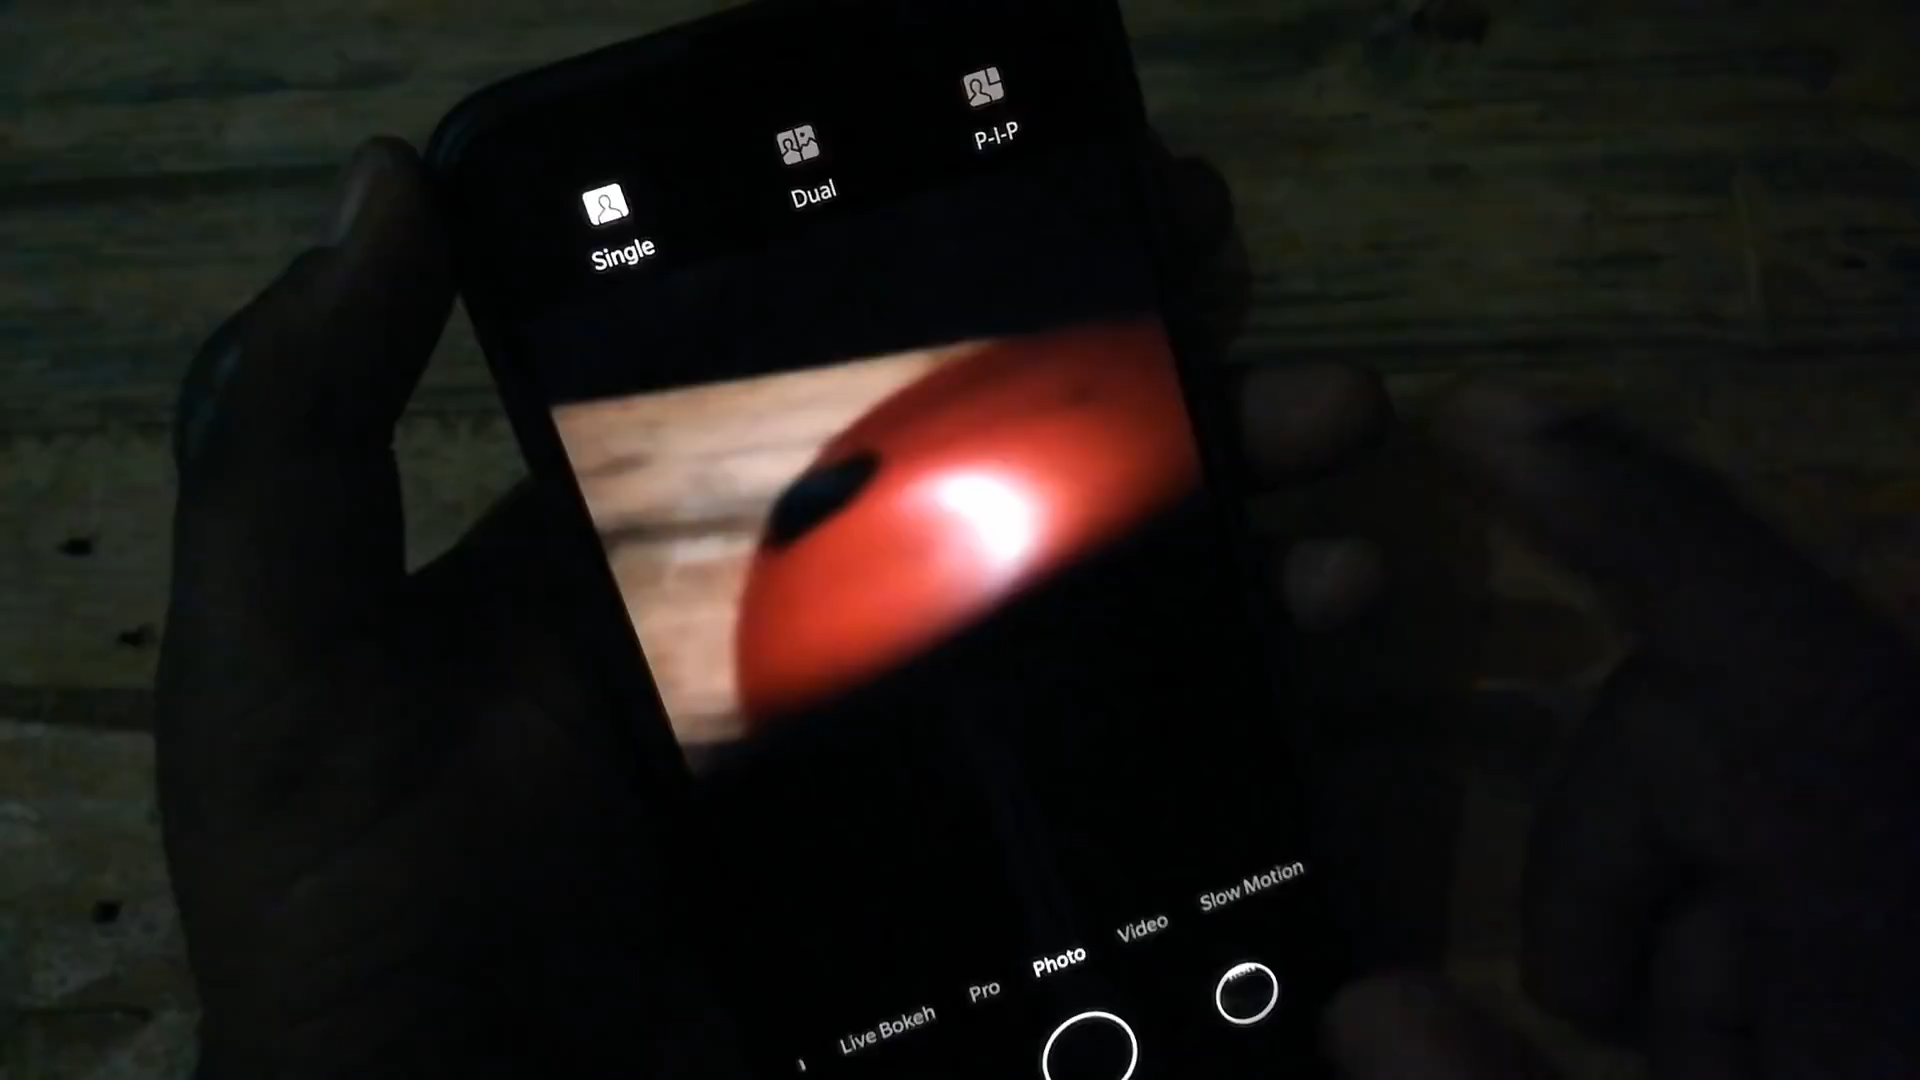 Single
Dual
P-I-P
Live Bokeh
Pro
Photo
Video
Slow Motion